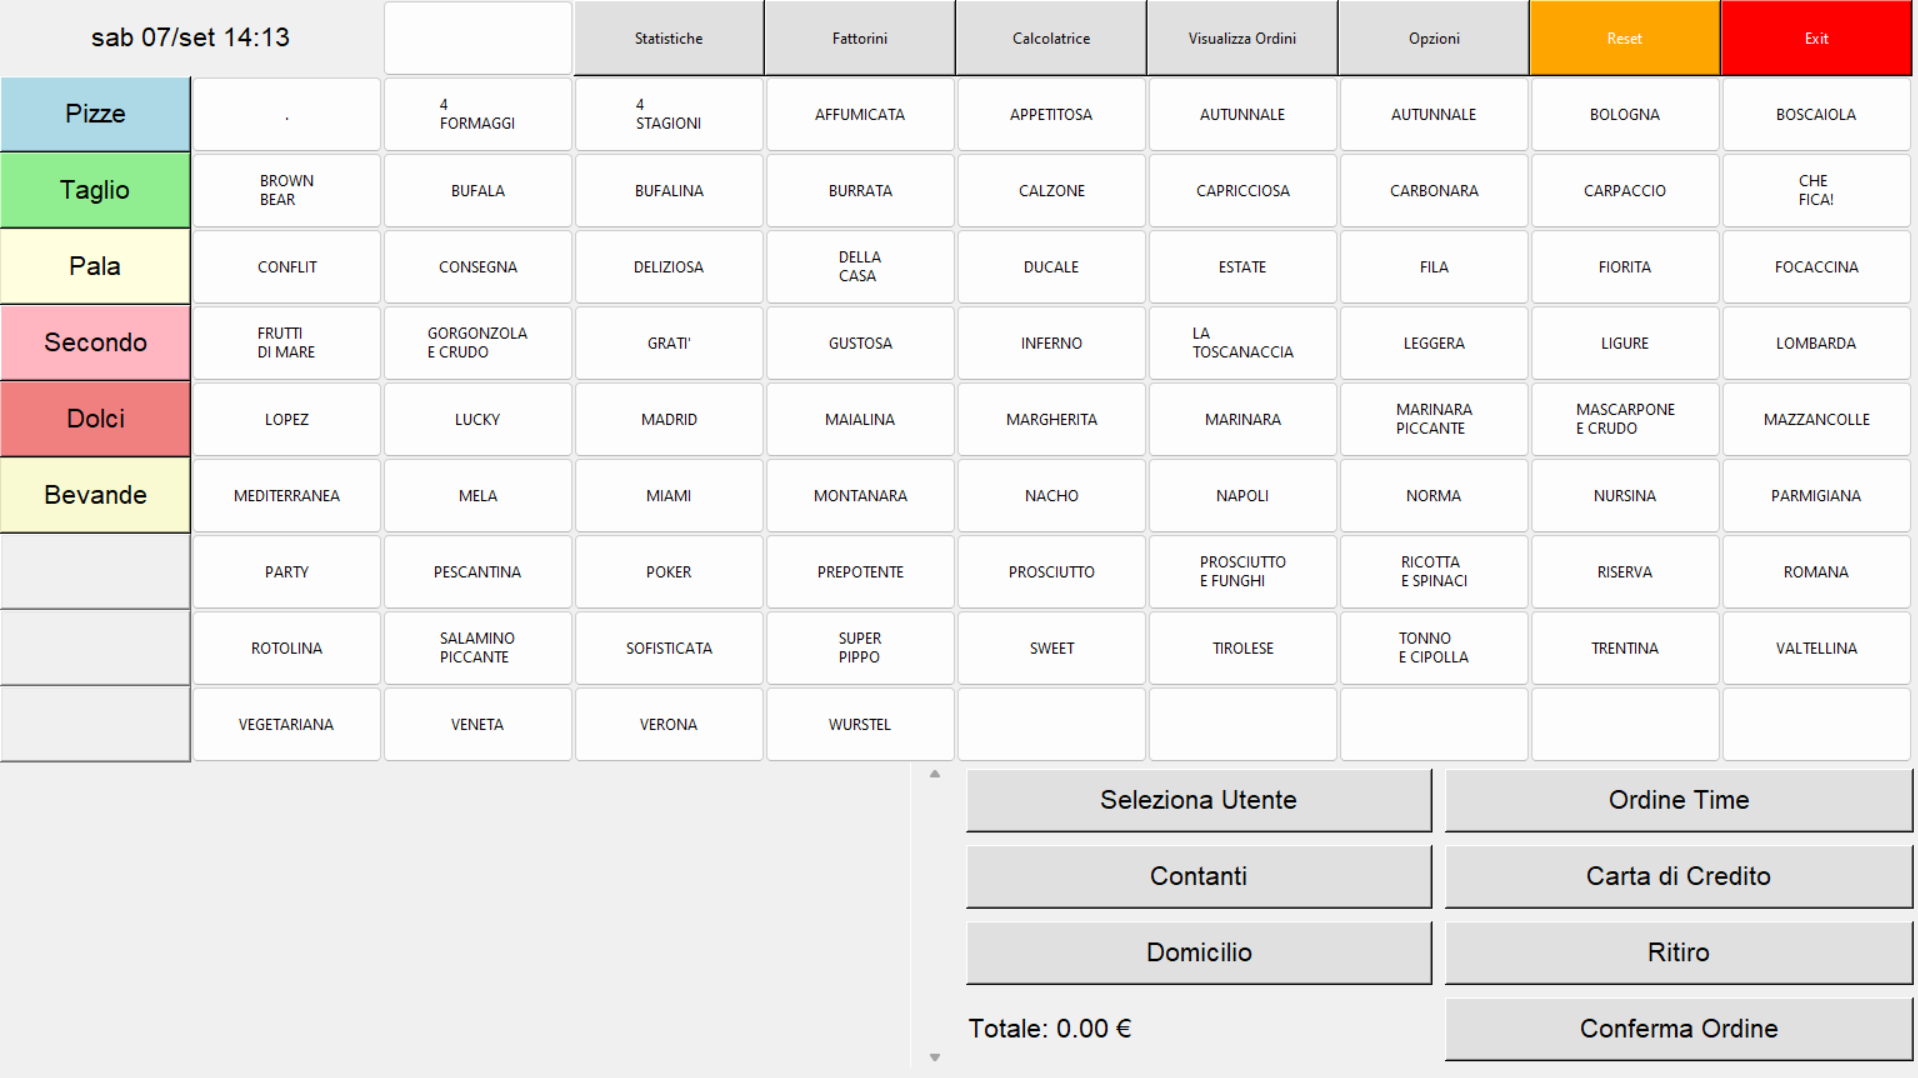 sab 07/set 14:13
Statistiche
Fattorini
Calcolatrice
Visualizza Ordini
Opzioni
Reset
Exit
Pizze
.
4
FORMAGGI
4
STAGIONI
AFFUMICATA
APPETITOSA
AUTUNNALE
AUTUNNALE
BOLOGNA
BOSCAIOLA
Taglio
BROWN
BEAR
BUFALA
BUFALINA
BURRATA
CALZONE
CAPRICCIOSA
CARBONARA
CARPACCIO
CHE
FICA!
Pala
CONFLIT
CONSEGNA
DELIZIOSA
DELLA
CASA
DUCALE
ESTATE
FILA
FIORITA
FOCACCINA
Secondo
FRUTTI
DI MARE
GORGONZOLA
E CRUDO
GRATI'
GUSTOSA
INFERNO
LA
TOSCANACCIA
LEGGERA
LIGURE
LOMBARDA
Dolci
LOPEZ
LUCKY
MADRID
MAIALINA
MARGHERITA
MARINARA
MARINARA
PICCANTE
MASCARPONE
E CRUDO
MAZZANCOLLE
Bevande
MEDITERRANEA
MELA
MIAMI
MONTANARA
NACHO
NAPOLI
NORMA
NURSINA
PARMIGIANA
PARTY
PESCANTINA
POKER
PREPOTENTE
PROSCIUTTO
PROSCIUTTO
E FUNGHI
RICOTTA
E SPINACI
RISERVA
ROMANA
ROTOLINA
SALAMINO
PICCANTE
SOFISTICATA
SUPER
PIPPO
SWEET
TIROLESE
TONNO
E CIPOLLA
TRENTINA
VALTELLINA
VEGETARIANA
VENETA
VERONA
WURSTEL
Seleziona Utente
Ordine Time
Contanti
Carta di Credito
Domicilio
Ritiro
Totale: 0.00 €
Conferma Ordine